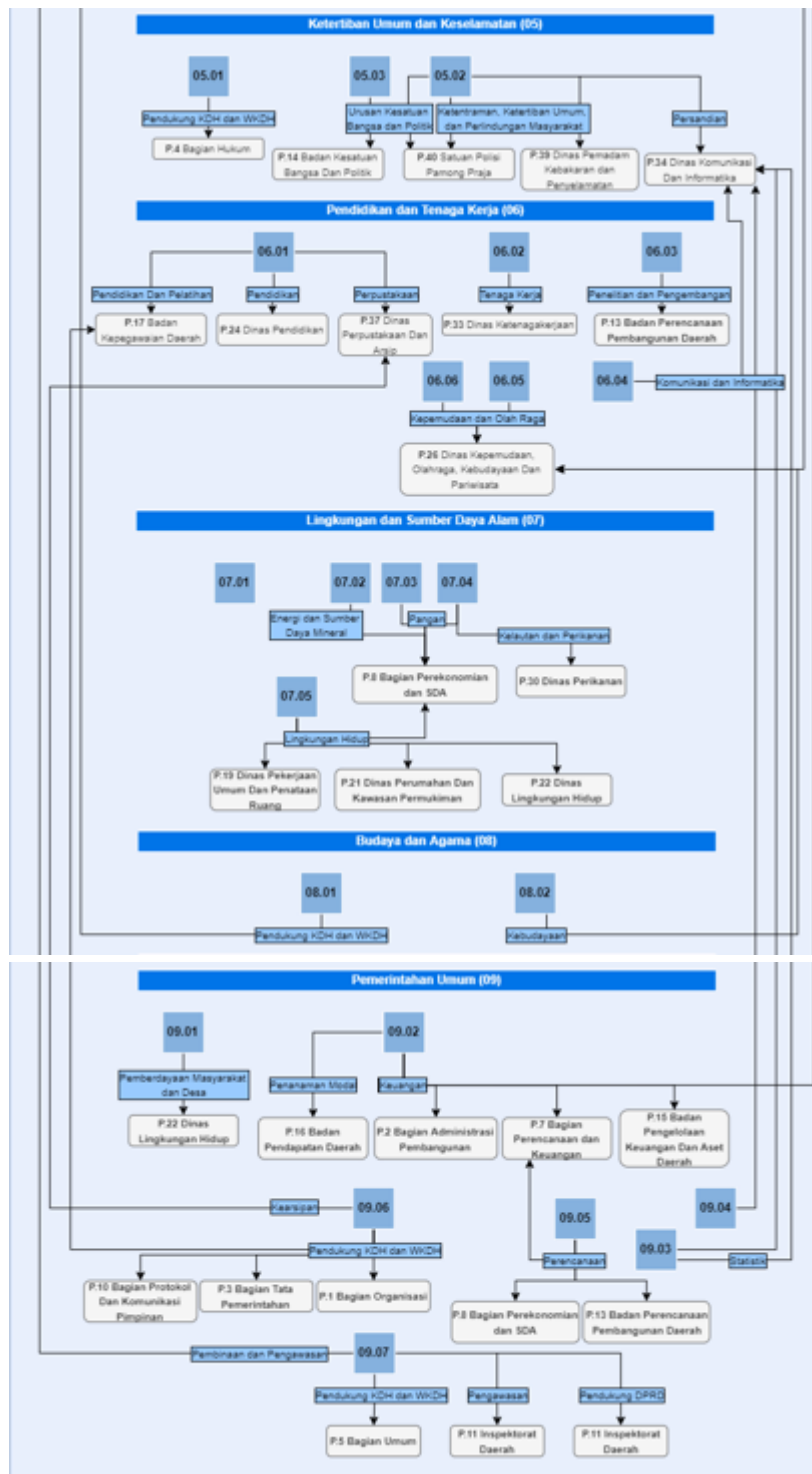 Ketertiban Umum dan Keselamatan (05)
05.01
05.03
05.02
Pendukung KDH dan WKDH
Urusan Kesatuan
Bangsa dan Politik
Ketentraman, Ketertiban Umum,
dan Perlindungan Masyarakat
Persandian
P.4 Bagian Hukum
P.14 Badan Kesatuan
Bangsa Dan Politik
P.40 Satuan Polisi
Pamong Praja
P.39 Dinas Pemadam
Kebakaran dan
Penyelamatan
P.34 Dinas Komunikasi
Dan Informatika
Pendidikan dan Tenaga Kerja (06)
06.01
06.02
06.03
Pendidikan Dan Pelatihan
Pendidikan
Perpustakaan
Tenaga Kerja
Penelitian dan Pengembangan
P.17 Badan
Kepegawaian Daerah
P.24 Dinas Pendidikan
P.37 Dinas
Perpustakaan Dan
Arsip
P.33 Dinas Ketenagakerjaan
P.13 Badan Perencanaan
Pembangunan Daerah
06.06
06.05
06.04
Komunikasi dan Informatika
Kepemudaan dan Olah Raga
P.26 Dinas Kepemudaan,
Olahraga, Kebudayaan Dan
Pariwisata
Lingkungan dan Sumber Daya Alam (07)
07.01
07.02
07.03
07.04
Energi dan Sumber
Daya Mineral
Pangan
Kelautan dan Perikanan
P.8 Bagian Perekonomian
dan SDA
P.30 Dinas Perikanan
07.05
Lingkungan Hidup
P.19 Dinas Pekerjaan
Umum Dan Penataan
Ruang
P.21 Dinas Perumahan Dan
Kawasan Permukiman
P.22 Dinas
Lingkungan Hidup
Budaya dan Agama (08)
08.01
08.02
Pendukung KDH dan WKDH
Kebudayaan
Pemerintahan Umum (09)
09.01
09.02
Pemberdayaan Masyarakat
dan Desa
Penanaman Modal
Keuangan
P.22 Dinas
Lingkungan Hidup
P.16 Badan
Pendapatan Daerah
P.2 Bagian Administrasi
Pembangunan
P.7 Bagian
Perencanaan dan
Keuangan
P.15 Badan
Pengelolaan
Keuangan Dan Aset
Daerah
Kearsipan
09.06
09.05
09.04
09.03
Pendukung KDH dan WKDH
Perencanaan
Statistik
P.10 Bagian Protokol
Dan Komunikasi
Pimpinan
P.3 Bagian Tata
Pemerintahan
P.1 Bagian Organisasi
P.8 Bagian Perekonomian
dan SDA
P.13 Badan Perencanaan
Pembangunan Daerah
Pembinaan dan Pengawasan
09.07
Pendukung KDH dan WKDH
Pengawasan
Pendukung DPRD
P.5 Bagian Umum
P.11 Inspektorat
Daerah
P.11 Inspektorat
Daerah